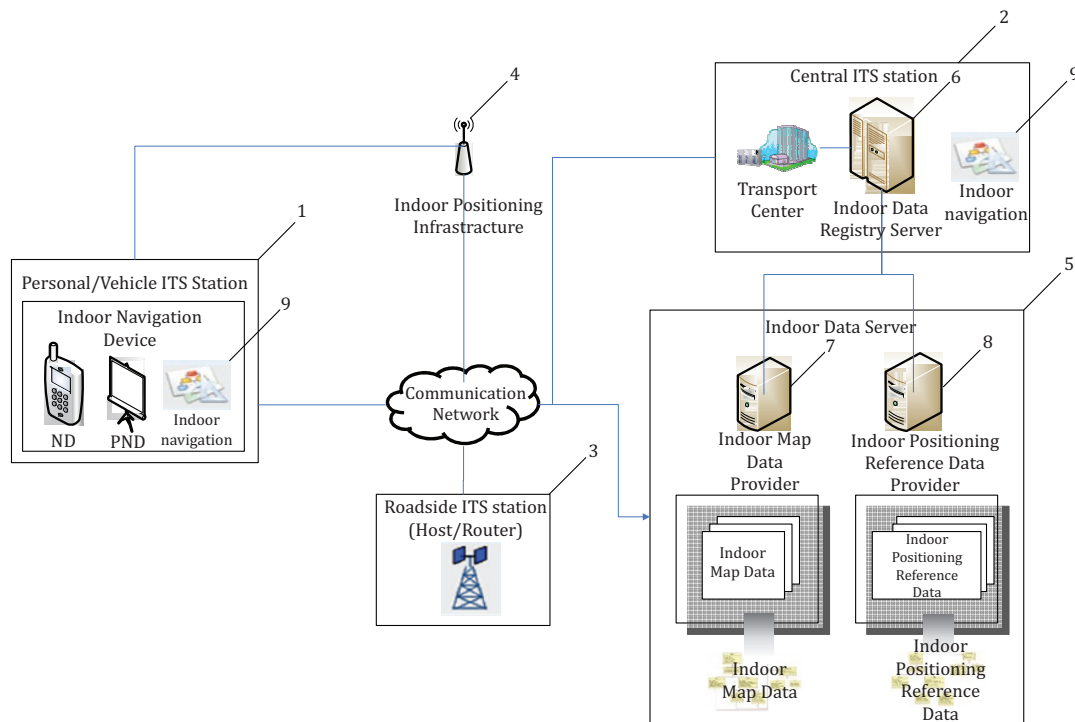 2
Central ITS station
6
9
4
Transport
Center
Indoor Data
Registry Server
Indoor
navigation
Indoor Positioning
Infrastracture
1
Personal/Vehicle ITS Station
Indoor Navigation
Device
9
ND
PND
Indoor
navigation
Communication
Network
3
Roadside ITS station
(Host/Router)
5
Indoor Data Server
7
8
Indoor Map
Data
Provider
Indoor Positioning
Reference Data
Provider
Indoor
Map Data
Indoor
Positioning
Reference
Data
Indoor
Map Data
Indoor
Positioning
Reference
Data